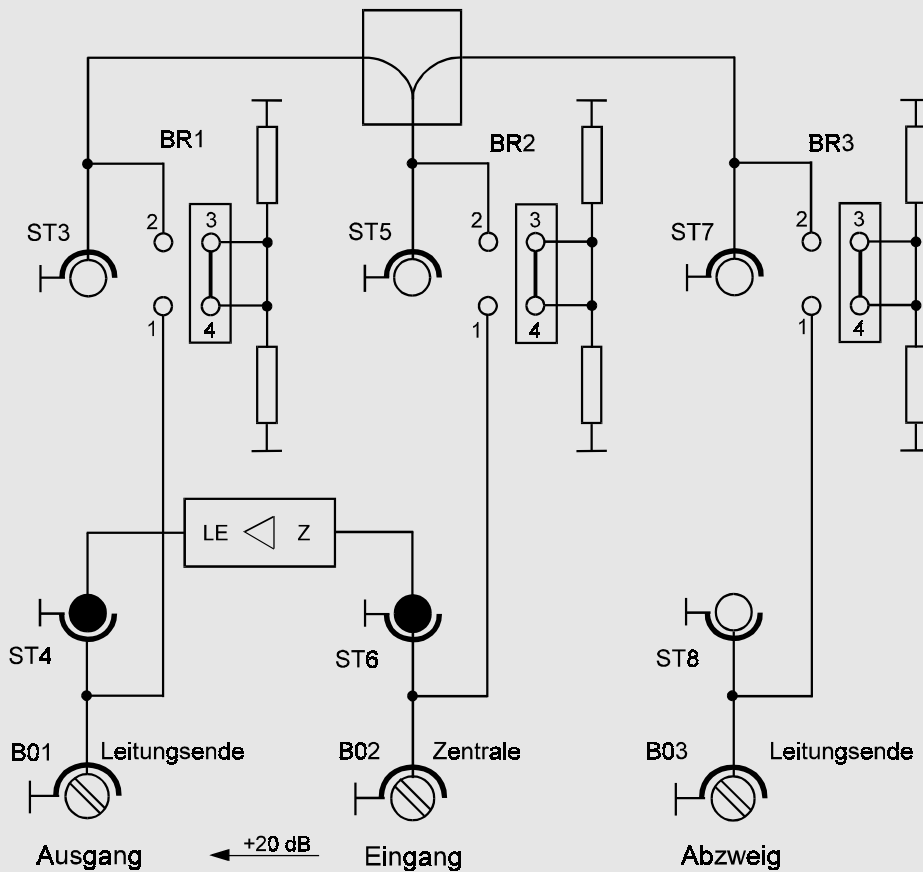 BR1
BR2
BR3
ST3
2
3
ST5
2
3
ST7
2
3
1
4
1
4
1
4
LE
Z
ST4
ST6
ST8
B01
Leitungsende
B02
Zentrale
B03
Leitungsende
Ausgang
+20 dB
Eingang
Abzweig